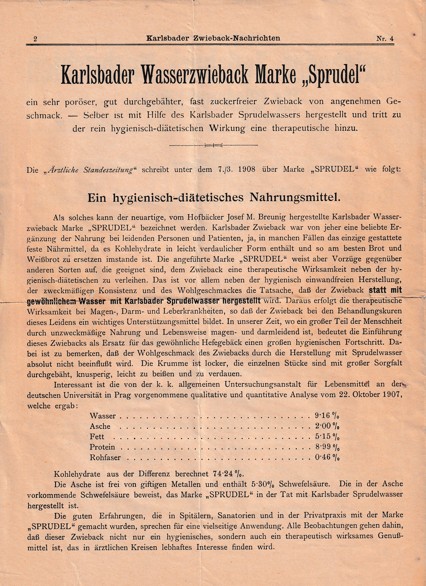 2
Karlsbader Zwieback-Nachrichten
Nr. 4
Karlsbader Wasserzwieback Marke „Sprudel“
ein sehr poröser, gut durchgebähter, fast zuckerfreier Zwieback von angenehmen Ge-
schmack. — Selber ist mit Hilfe des Karlsbader Sprudelwassers hergestellt und tritt zu
der rein hygienisch-diätetischen Wirkung eine therapeutische hinzu.
Die „Ärztliche Standeszeitung“ schreibt unter dem 7./3. 1908 über Marke „SPRUDEL“ wie folgt:
Ein hygienisch-diätetisches Nahrungsmittel.
Als solches kann der neuartige, vom Hofbäcker Josef M. Breunig hergestellte Karlsbader Wasser-
zwieback Marke „SPRUDEL“ bezeichnet werden. Karlsbader Zwieback war von jeher eine beliebte Er-
gänzung der Nahrung bei leidenden Personen und Patienten, ja, in manchen Fällen das einzige gestattete
feste Nährmittel, da es Kohlehydrate in leicht verdaulicher Form enthält und so am besten Brot und
Weißbrot zu ersetzen imstande ist. Die angeführte Marke „SPRUDEL“ weist aber Vorzüge gegenüber
anderen Sorten auf, die geeignet sind, dem Zwieback eine therapeutische Wirksamkeit neben der hy-
gienisch-diätetischen zu verleihen. Das ist vor allem neben der hygienisch einwandfreien Herstellung,
der zweckmäßigen Konsistenz und des Wohlgeschmackes die Tatsache, daß der Zwieback statt mit
gewöhnlichem Wasser mit Karlsbader Sprudelwasser hergestellt wird. Daraus erfolgt die therapeutische
Wirksamkeit bei Magen-, Darm- und Leberkrankheiten, so daß der Zwieback bei den Behandlungskuren
dieses Leidens ein wichtiges Unterstützungsmittel bildet. In unserer Zeit, wo ein großer Teil der Menschheit
durch unzweckmäßige Nahrung und Lebensweise magen- und darmleidend ist, bedeutet die Einführung
dieses Zwiebacks als Ersatz für das gewöhnliche Hefegebäck einen großen hygienischen Fortschritt. Da-
bei ist zu bemerken, daß der Wohlgeschmack des Zwiebacks durch die Herstellung mit Sprudelwasser
absolut nicht beeinflußt wird. Die Krumme ist locker, die einzelnen Stücke sind mit großer Sorgfalt
durchgebäht, knusperig, leicht zu beißen und zu verdauen.
Interessant ist die von der k. k. allgemeinen Untersuchungsanstalt für Lebensmittel an der
deutschen Universität in Prag vorgenommene qualitative und quantitative Analyse vom 22. Oktober 1907,
welche ergab:
Wasser . . . . . . . . . . . . . . . . . . . . . . . . 9·16 %
Asche . . . . . . . . . . . . . . . . . . . . . . . . 2·00 %
Fett . . . . . . . . . . . . . . . . . . . . . . . . 5·15 %
Protein . . . . . . . . . . . . . . . . . . . . . . . . 8·99 %
Rohfaser . . . . . . . . . . . . . . . . . . . . . . . . 0·46 %
Kohlehydrate aus der Differenz berechnet 74·24 %.
Die Asche ist frei von giftigen Metallen und enthält 5·30% Schwefelsäure. Die in der Asche
vorkommende Schwefelsäure beweist, das Marke „SPRUDEL“ in der Tat mit Karlsbader Sprudelwasser
hergestellt ist.
Die guten Erfahrungen, die in Spitälern, Sanatorien und in der Privatpraxis mit der Marke
„SPRUDEL“ gemacht wurden, sprechen für eine vielseitige Anwendung. Alle Beobachtungen gehen dahin,
daß dieser Zwieback nicht nur ein hygienisches, sondern auch ein therapeutisch wirksames Genuß-
mittel ist, das in ärztlichen Kreisen lebhaftes Interesse finden wird.